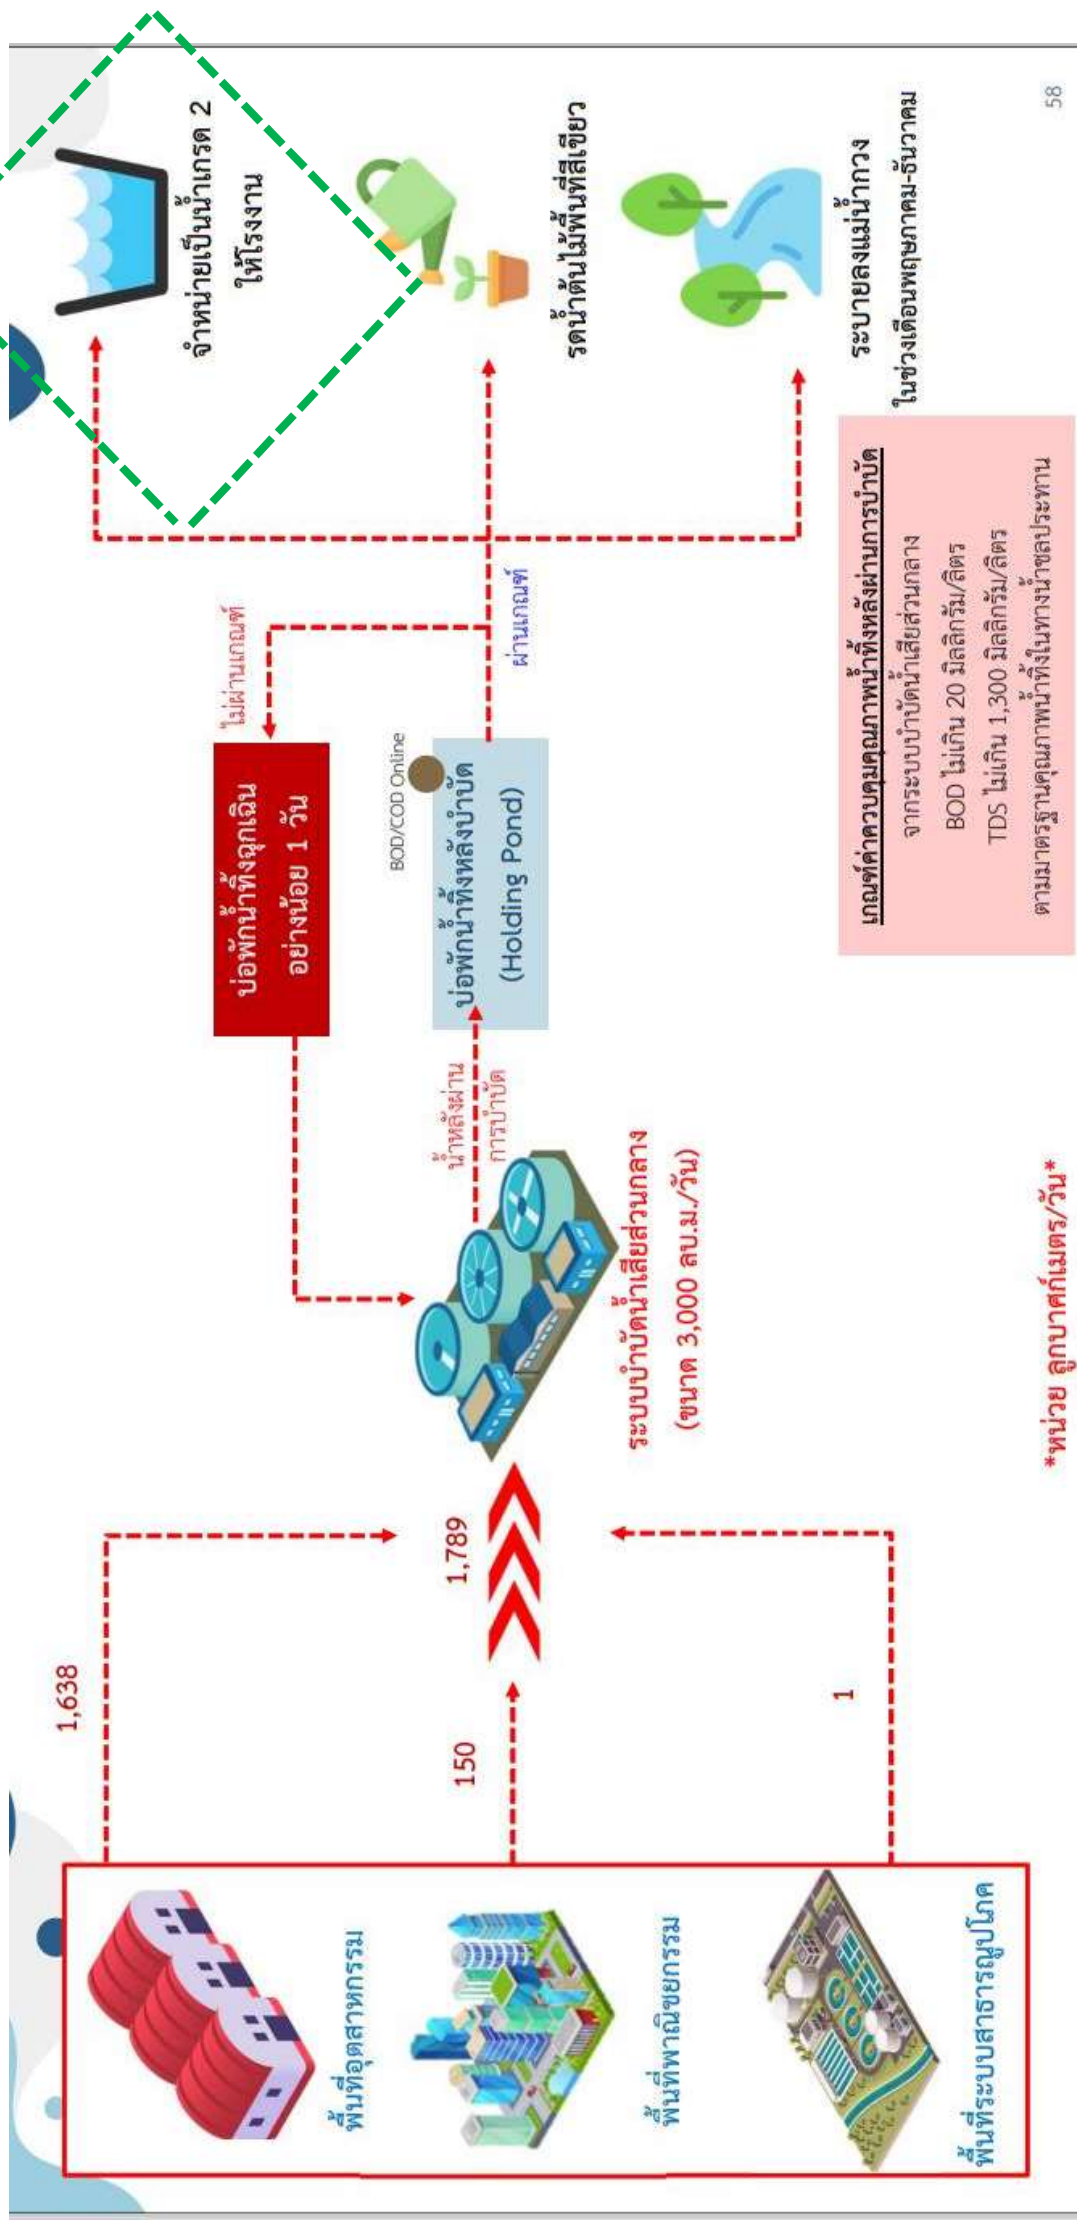 พื้นที่อุตสาหกรรม
พื้นที่พาณิชยกรรม
พื้นที่ระบบสาธารณูปโภค
1,638
150
1
1,789
ระบบบำบัดน้ำเสียส่วนกลาง
(ขนาด 3,000 ลบ.ม./วัน)
น้ำหลังผ่าน
การบำบัด
บ่อพักน้ำทิ้งฉุกเฉิน
อย่างน้อย 1 วัน
ไม่ผ่านเกณฑ์
BOD/COD Online
บ่อพักน้ำทิ้งหลังบำบัด
(Holding Pond)
ผ่านเกณฑ์
จำหน่ายเป็นน้ำเกรด 2
ให้โรงงาน
รดน้ำต้นไม้พื้นที่สีเขียว
ระบายลงแม่น้ำกวง
ในช่วงเดือนพฤษภาคม-ธันวาคม
เกณฑ์ค่าควบคุมคุณภาพน้ำทิ้งหลังผ่านการบำบัด
จากระบบบำบัดน้ำเสียส่วนกลาง
BOD ไม่เกิน 20 มิลลิกรัม/ลิตร
TDS ไม่เกิน 1,300 มิลลิกรัม/ลิตร
ตามมาตรฐานคุณภาพน้ำทิ้งในทางน้ำชลประทาน
*หน่วย ลูกบาศก์เมตร/วัน*
58